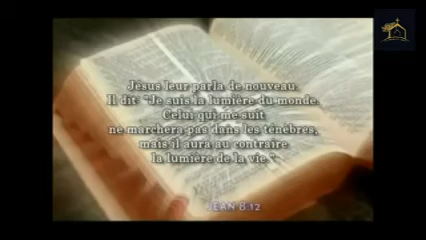 Jésus leur parla de nouveau
Il dit: "Je suis la lumière du monde.
Celui qui me suit
ne marchera pas dans les ténèbres,
mais il aura au contraire
la lumière de la vie."
JEAN 8:12